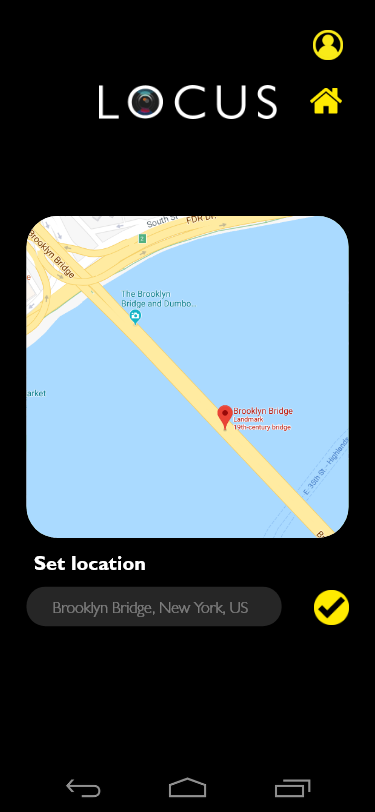 LOCUS
South St
FDR Dr.
Brooklyn Bridge
e
The Brooklyn
Bridge and Dumbo..
arket
Brooklyn Bridge
Landmark
19th-century bridge
E 35th St - Highlands
B
Set location
Brooklyn Bridge, New York, US